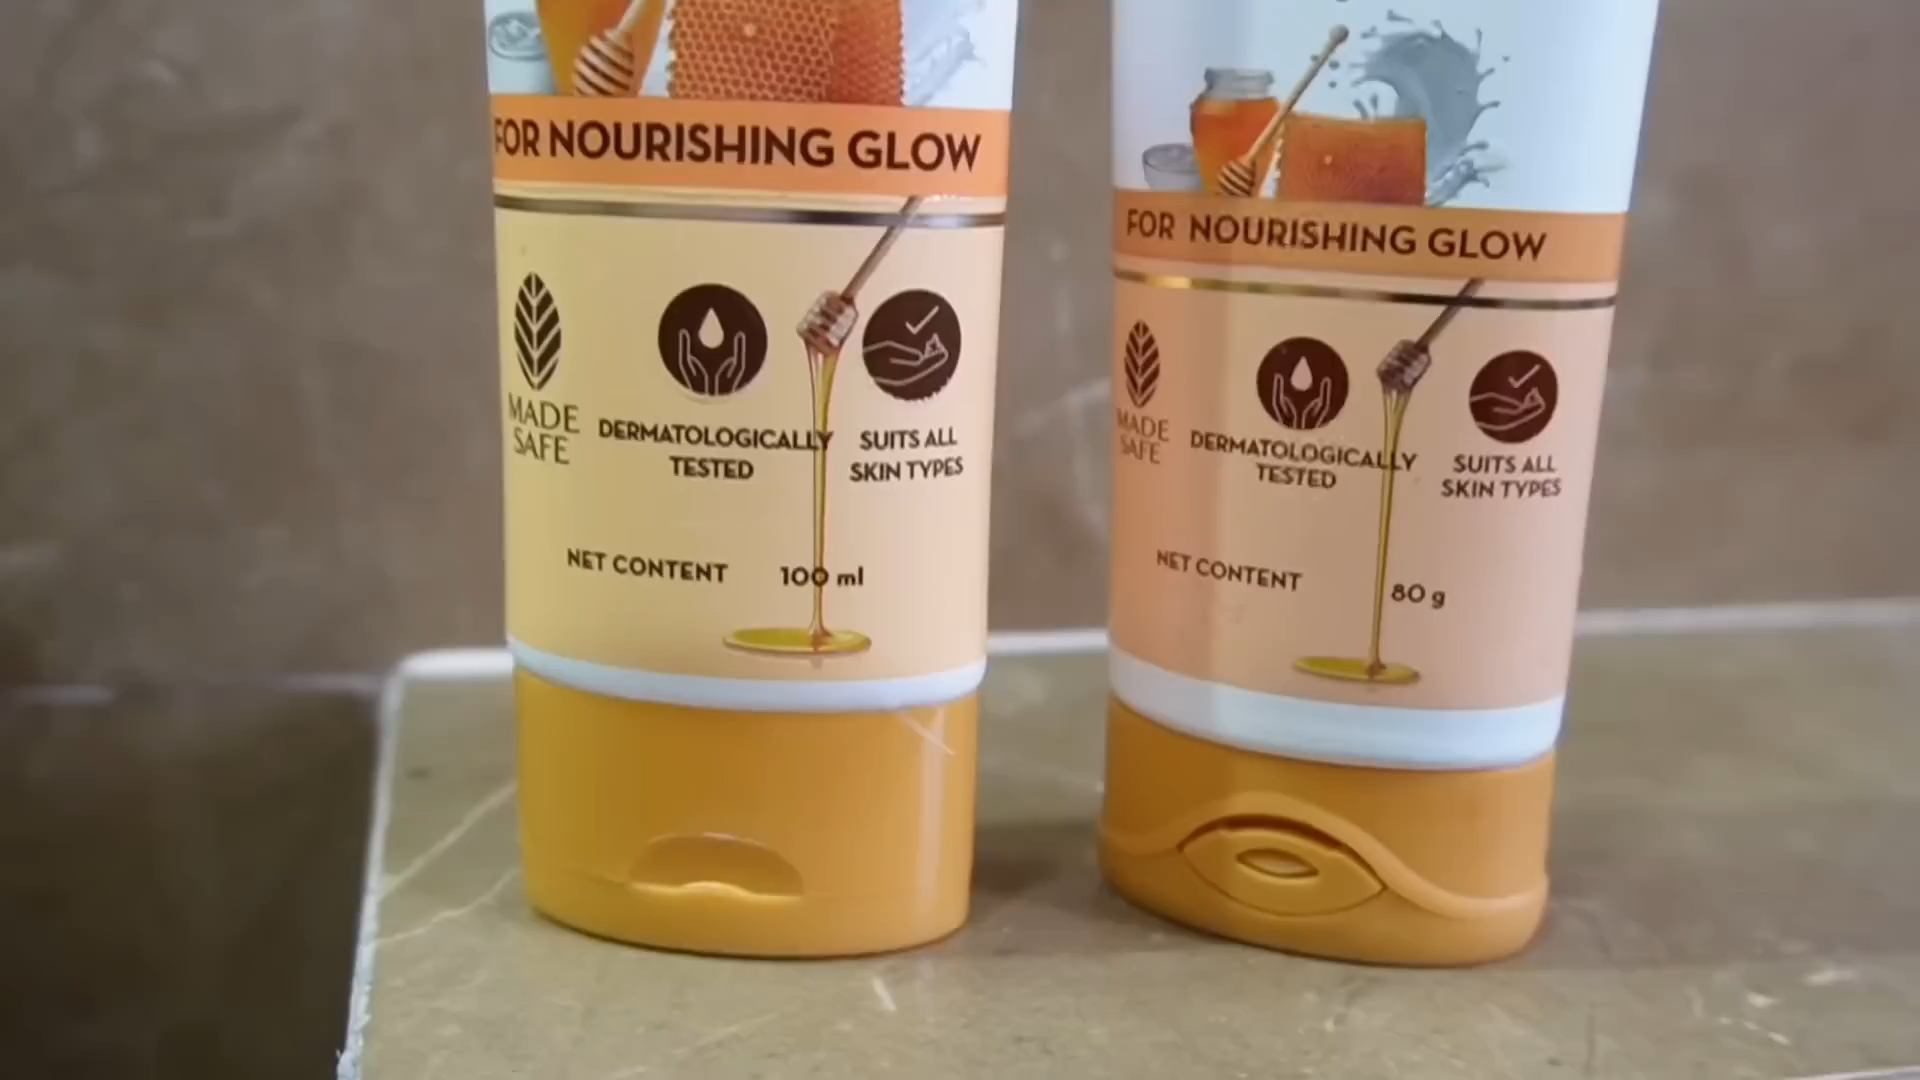 FOR NOURISHING GLOW
MADE
SAFE
DERMATOLOGICALLY
TESTED
SUITS ALL
SKIN TYPES
NET CONTENT 100 ml
FOR NOURISHING GLOW
MADE
SAFE
DERMATOLOGICALLY
TESTED
SUITS ALL
SKIN TYPES
NET CONTENT 80 g